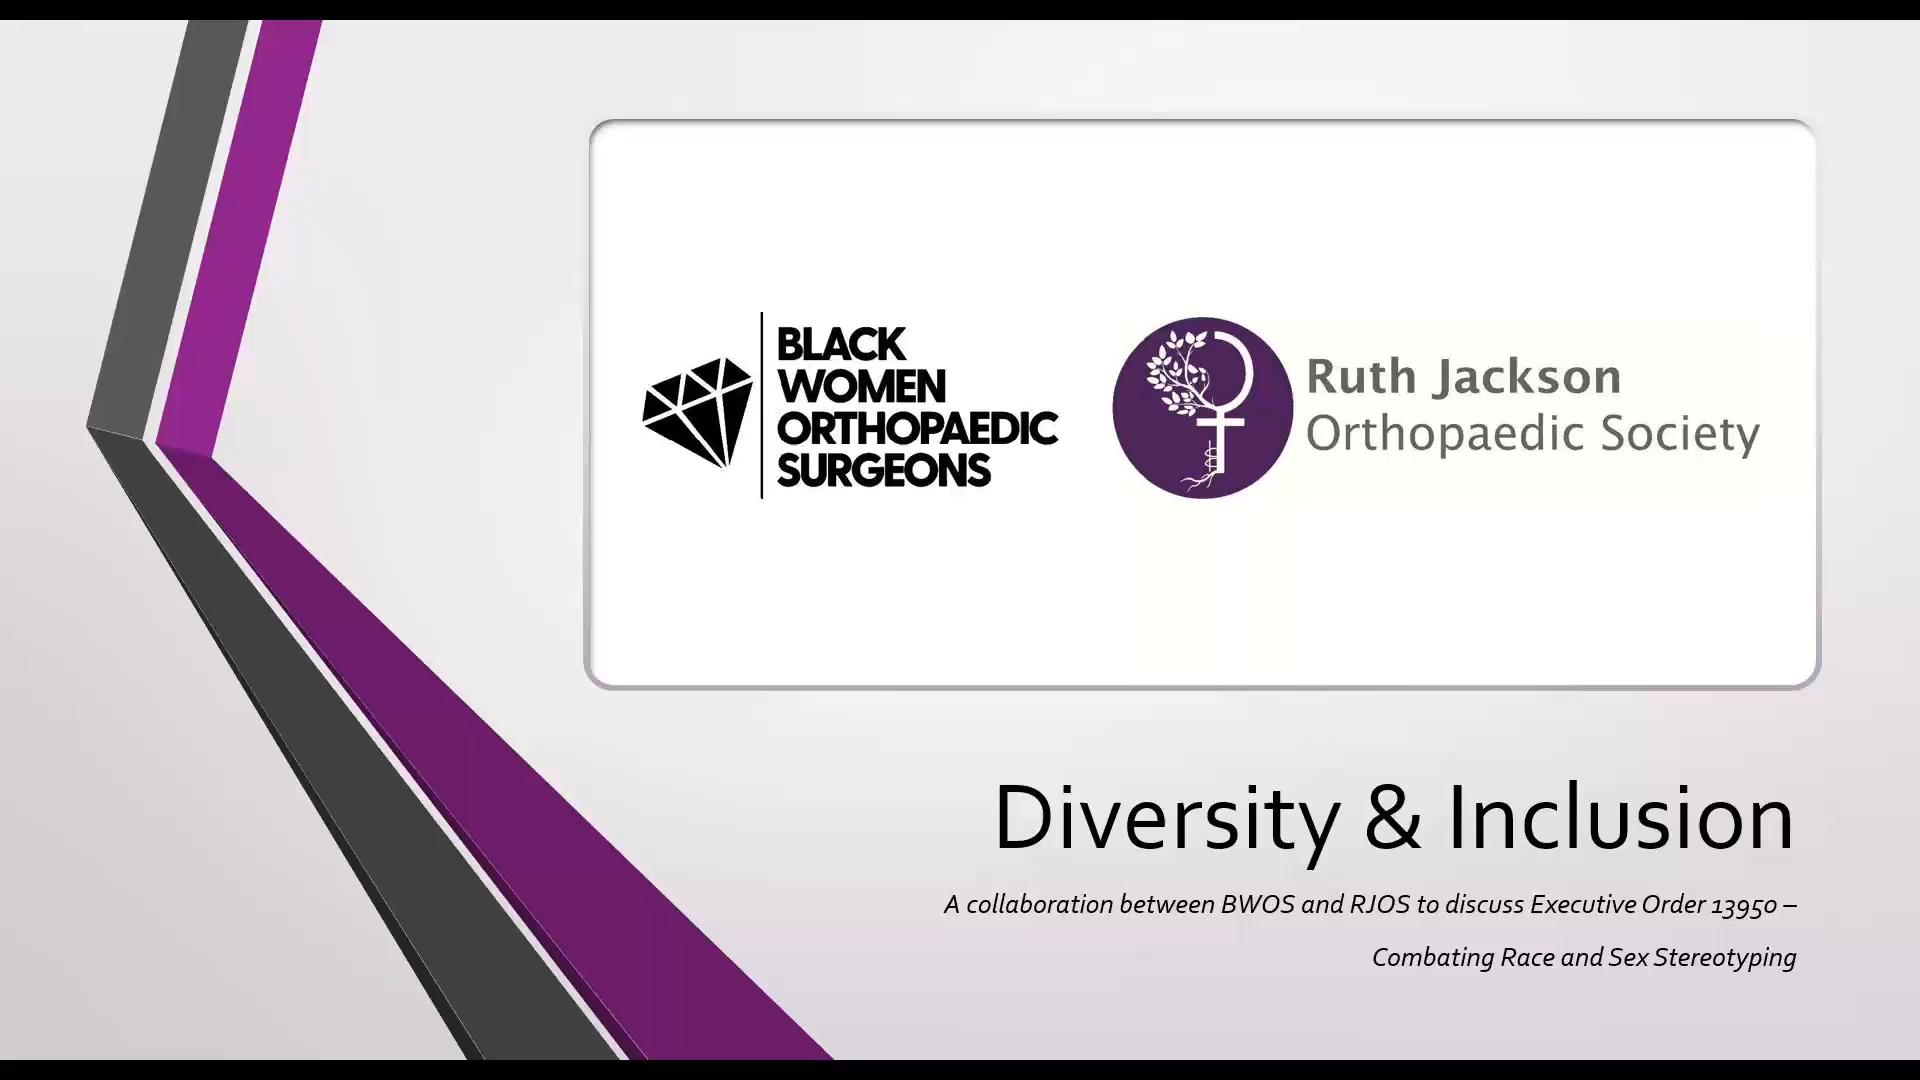 BLACK
WOMEN
ORTHOPAEDIC
SURGEONS
Ruth Jackson
Orthopaedic Society
Diversity & Inclusion
A collaboration between BWOS and RJOS to discuss Executive Order 13950 –
Combating Race and Sex Stereotyping